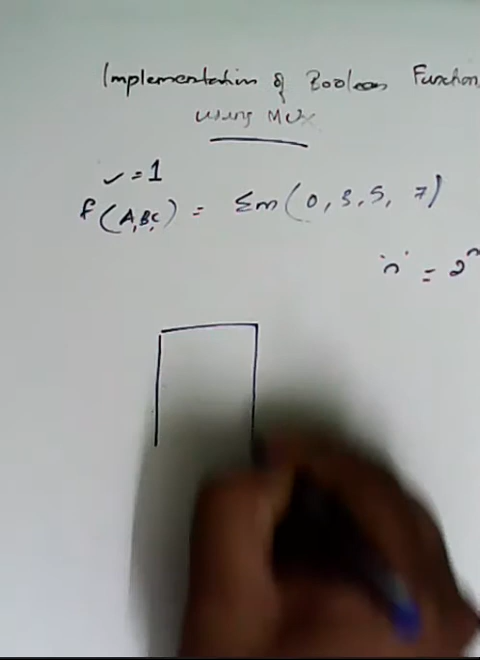 Implementation of Boolean Function
using MUX
✓ = 1
f(A,B,C) = Σm(0, 3, 5, 7)
'n' = 2^n